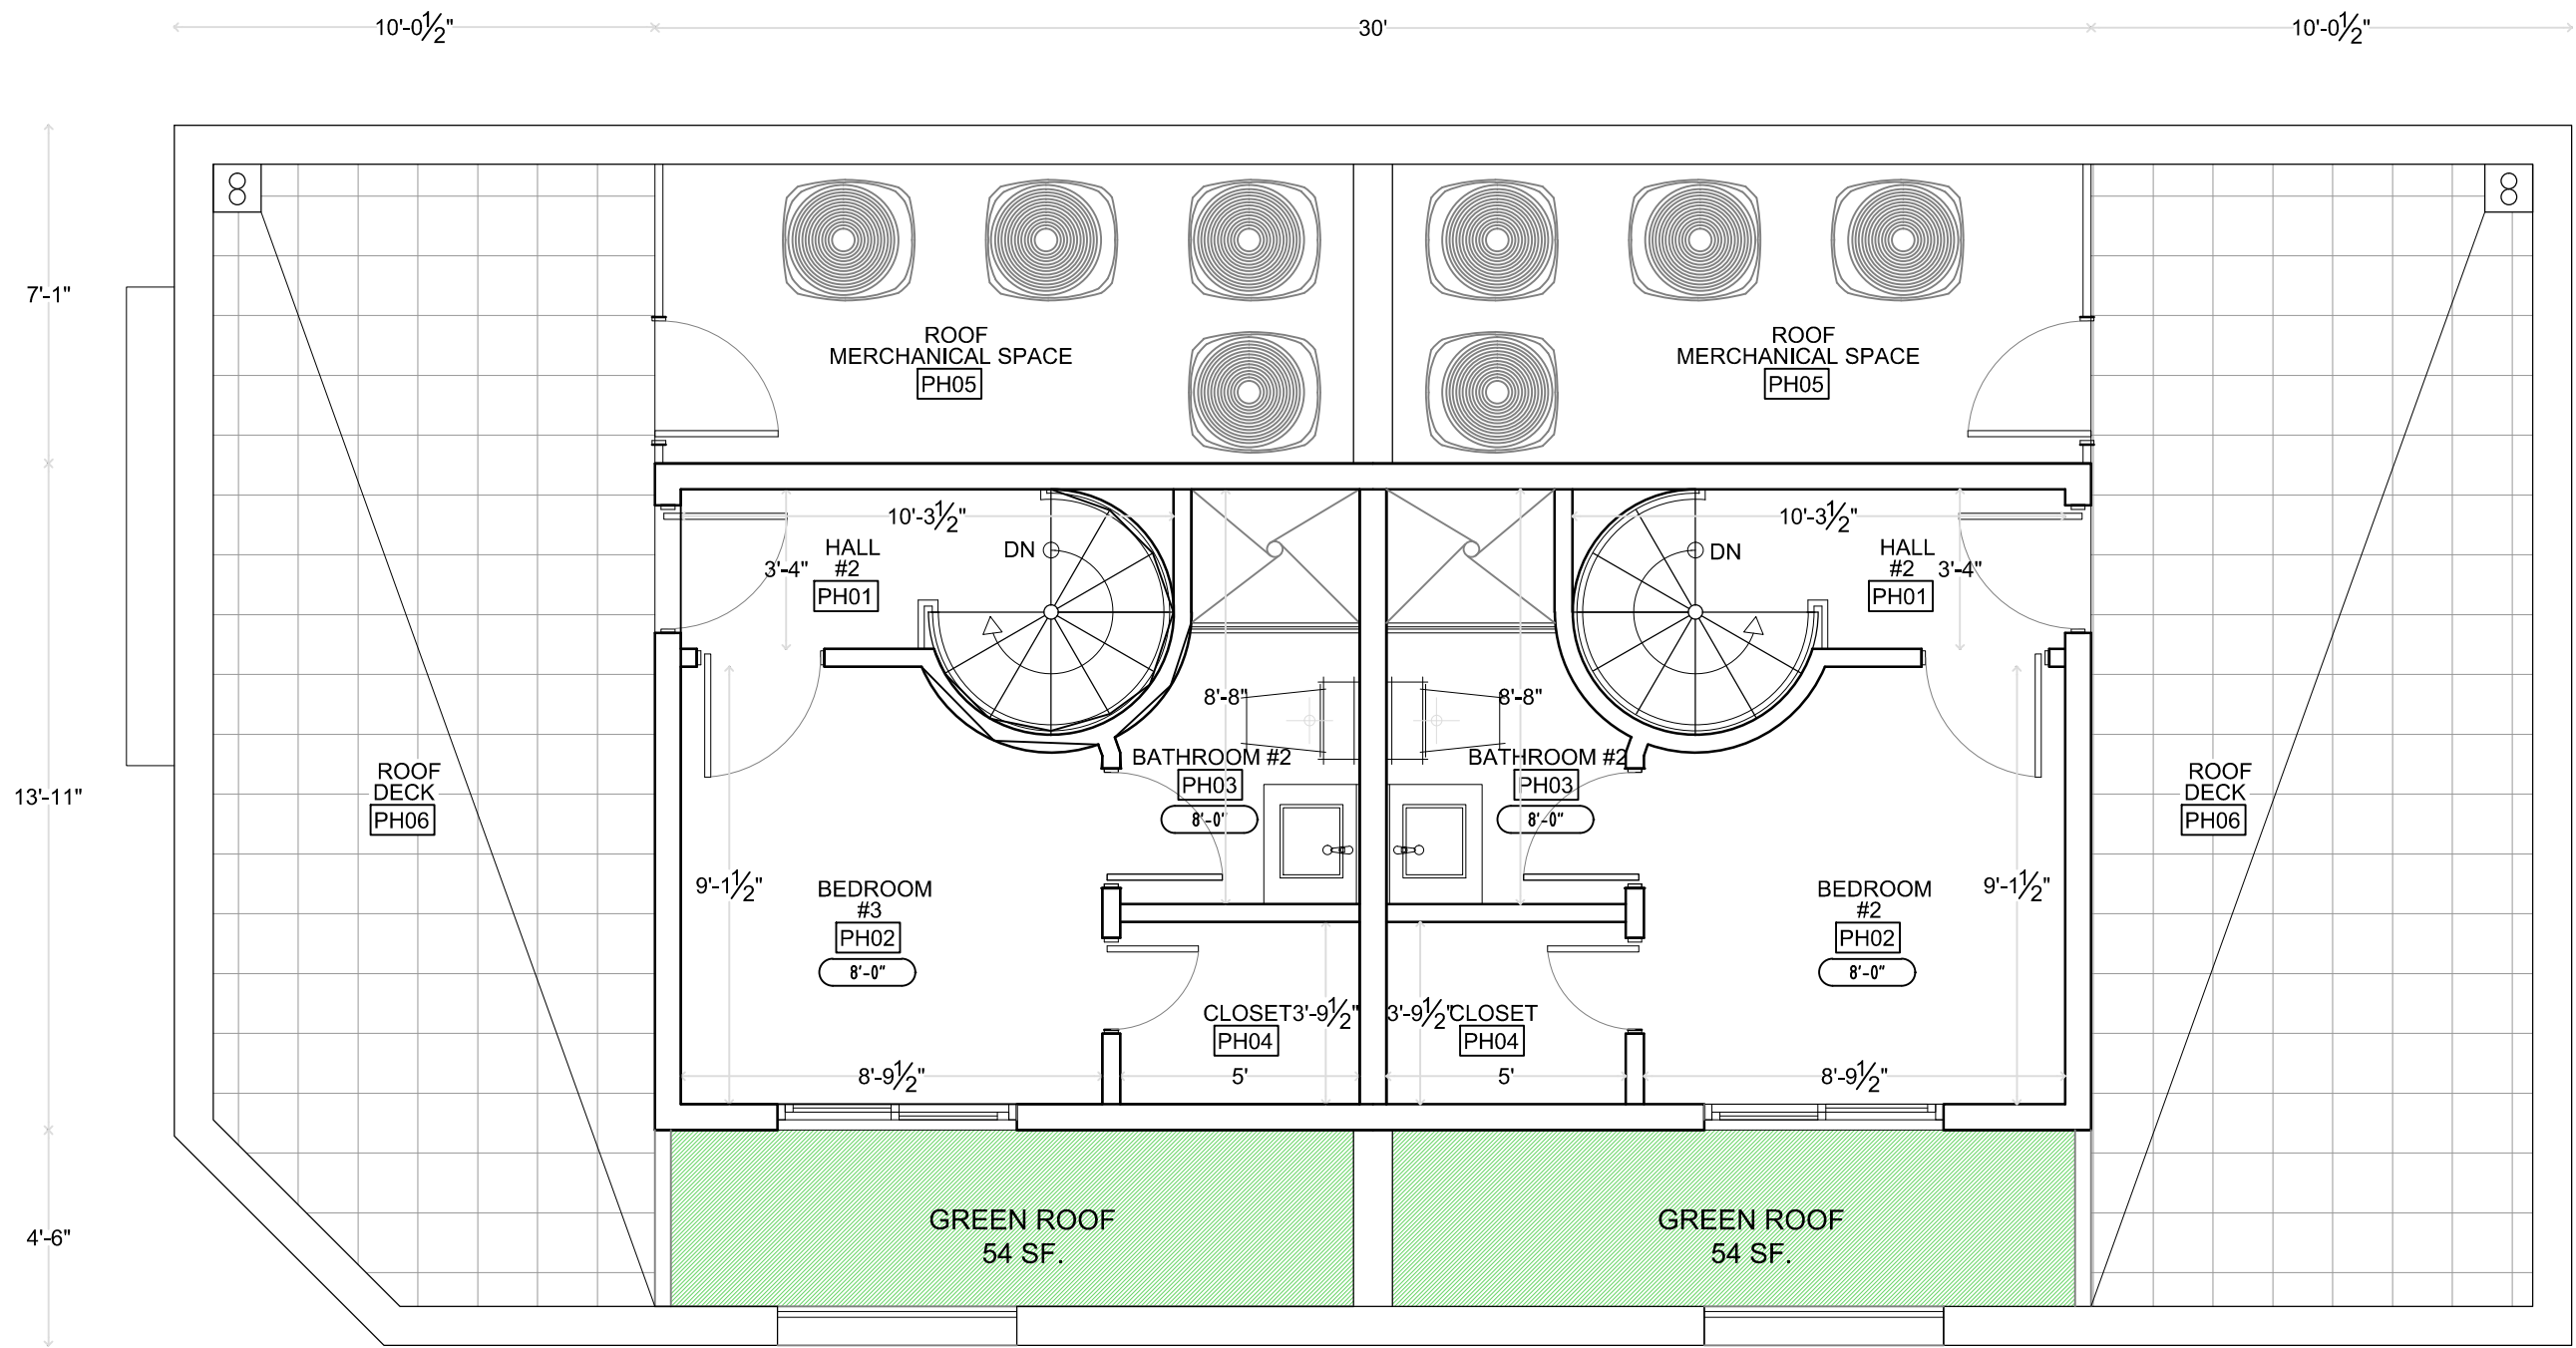 10'-0½"
30'
10'-0½"
7'-1"
13'-11"
4'-6"
ROOF
MERCHANICAL SPACE
PH05
ROOF
MERCHANICAL SPACE
PH05
10'-3½"
HALL
#2
PH01
3'-4"
DN
10'-3½"
DN
HALL
#2
PH01
3'-4"
8'-8"
8'-8"
BATHROOM #2
PH03
8'-0"
BATHROOM #2
PH03
8'-0"
ROOF
DECK
PH06
ROOF
DECK
PH06
9'-1½"
BEDROOM
#3
PH02
8'-0"
BEDROOM
#2
PH02
8'-0"
9'-1½"
CLOSET
PH04
3'-9½"
3'-9½"
CLOSET
PH04
8'-9½"
5'
5'
8'-9½"
GREEN ROOF
54 SF.
GREEN ROOF
54 SF.